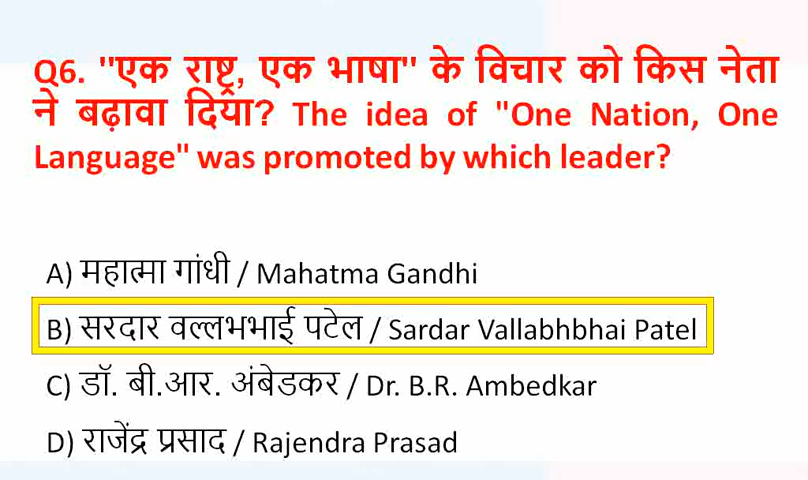 Q6. "एक राष्ट्र, एक भाषा" के विचार को किस नेता
ने बढ़ावा दिया? The idea of "One Nation, One
Language" was promoted by which leader?
A) महात्मा गांधी / Mahatma Gandhi
B) सरदार वल्लभभाई पटेल / Sardar Vallabhbhai Patel
C) डॉ. बी.आर. अंबेडकर / Dr. B.R. Ambedkar
D) राजेंद्र प्रसाद / Rajendra Prasad